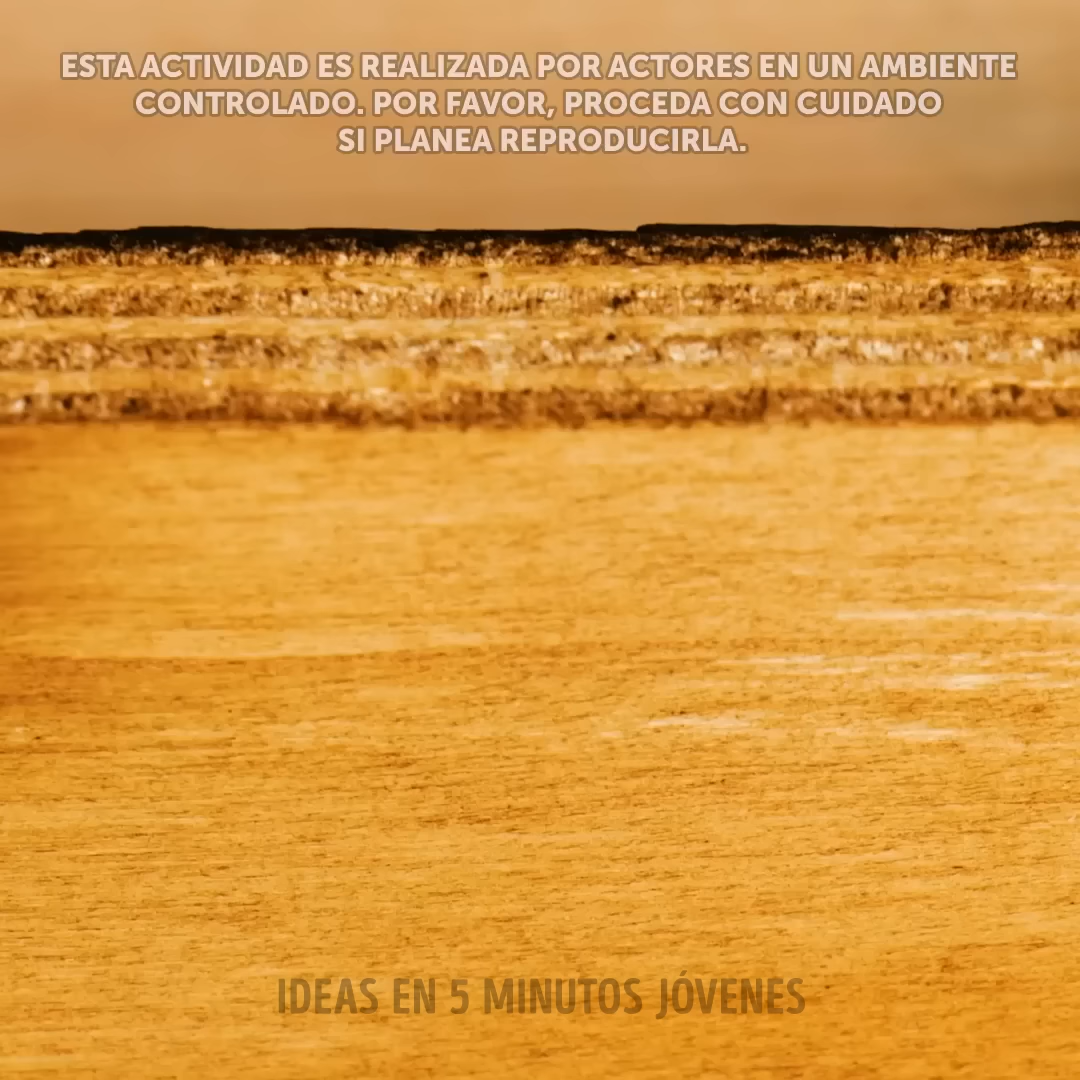 ESTA ACTIVIDAD ES REALIZADA POR ACTORES EN UN AMBIENTE
CONTROLADO. POR FAVOR, PROCEDA CON CUIDADO
SI PLANEA REPRODUCIRLA.
IDEAS EN 5 MINUTOS JÓVENES